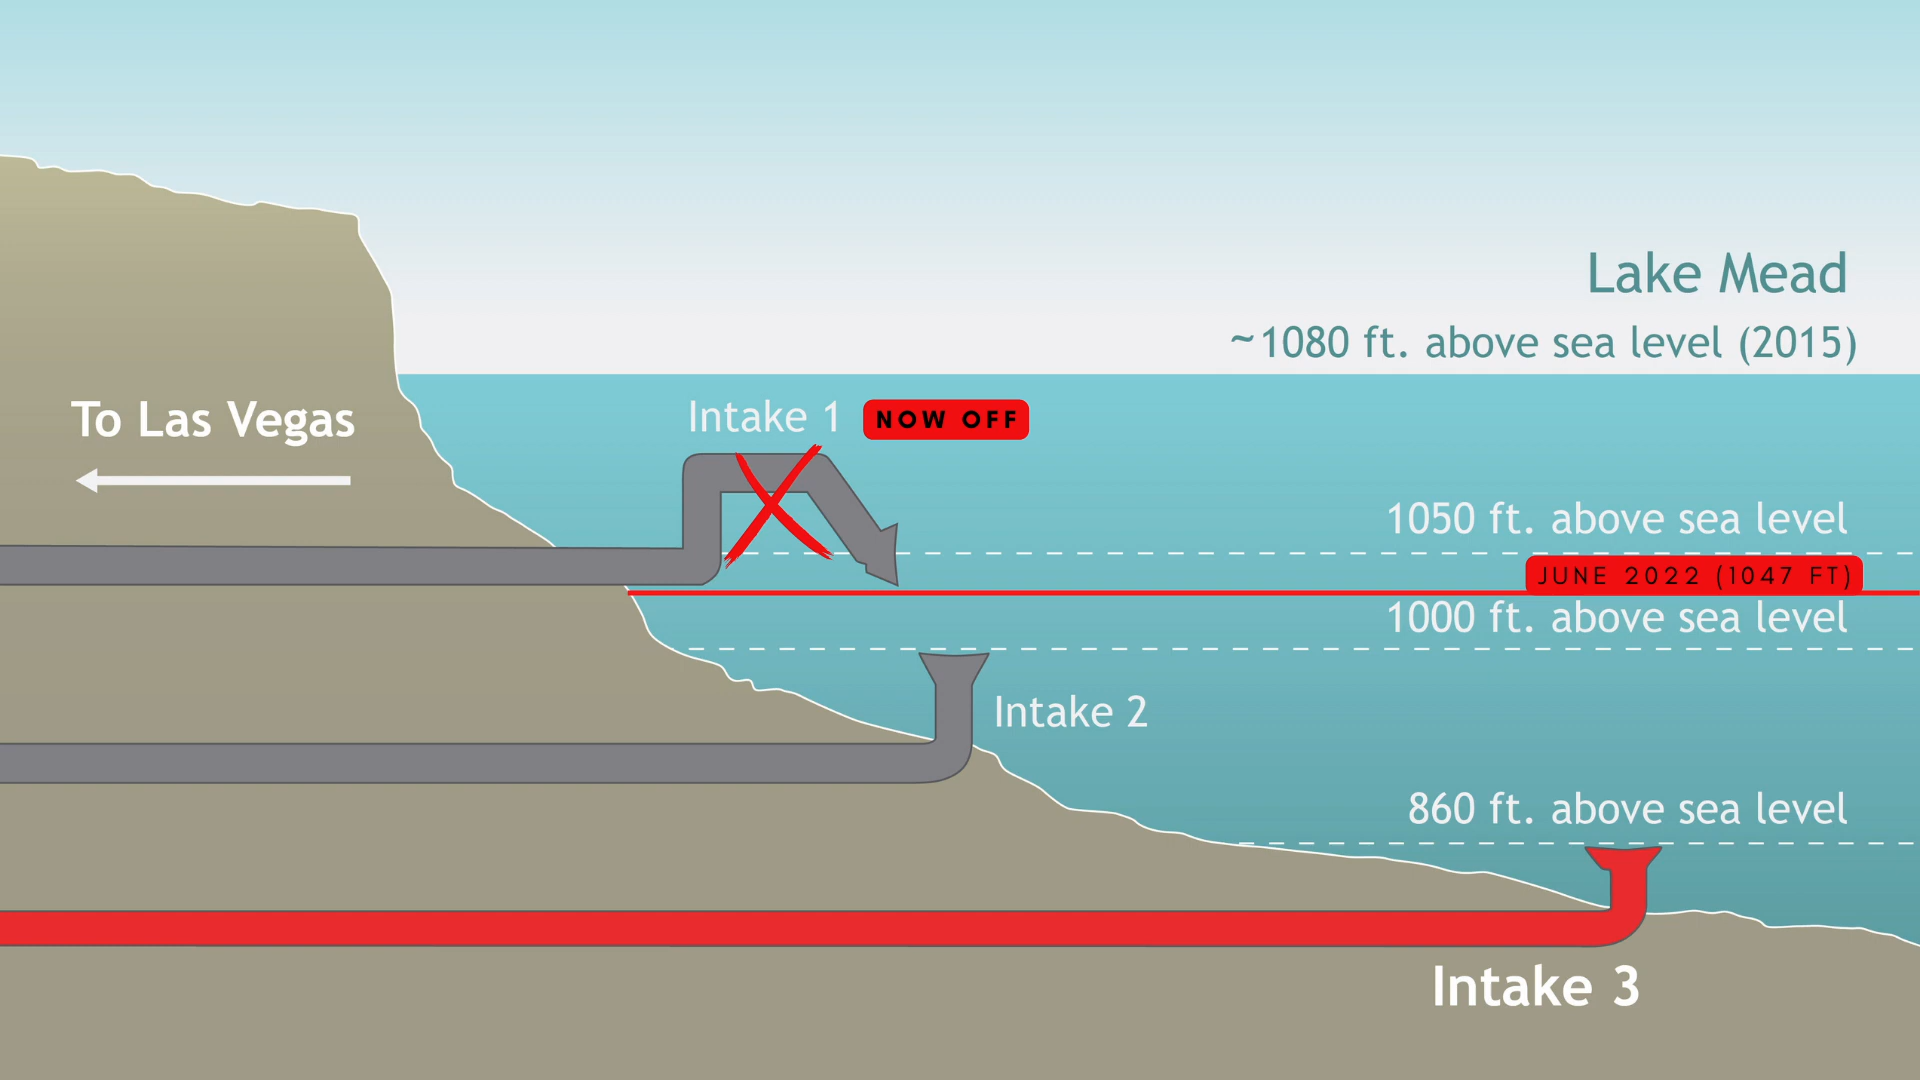 Lake Mead
~1080 ft. above sea level (2015)
To Las Vegas
Intake 1
NOW OFF
1050 ft. above sea level
JUNE 2022 (1047 FT)
1000 ft. above sea level
Intake 2
860 ft. above sea level
Intake 3